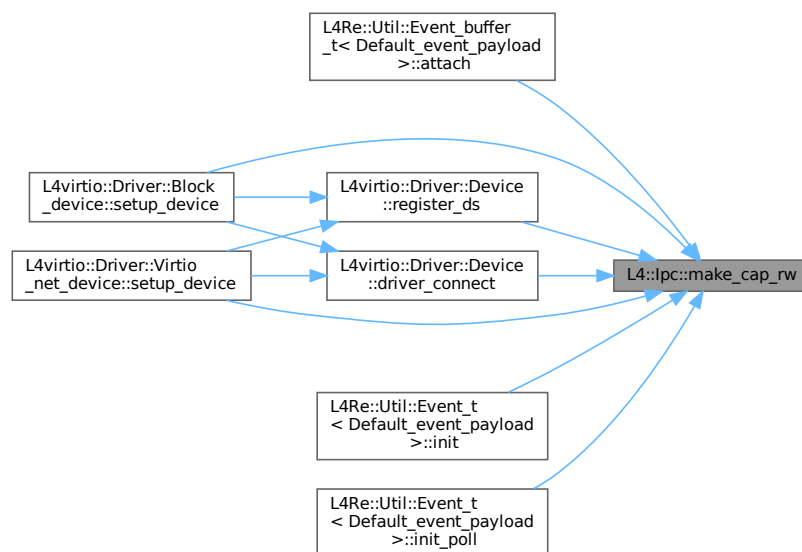 L4Re::Util::Event_buffer
_t< Default_event_payload
>::attach
L4virtio::Driver::Block
_device::setup_device
L4virtio::Driver::Device
::register_ds
L4virtio::Driver::Virtio
_net_device::setup_device
L4virtio::Driver::Device
::driver_connect
L4::Ipc::make_cap_rw
L4Re::Util::Event_t
< Default_event_payload
>::init
L4Re::Util::Event_t
< Default_event_payload
>::init_poll